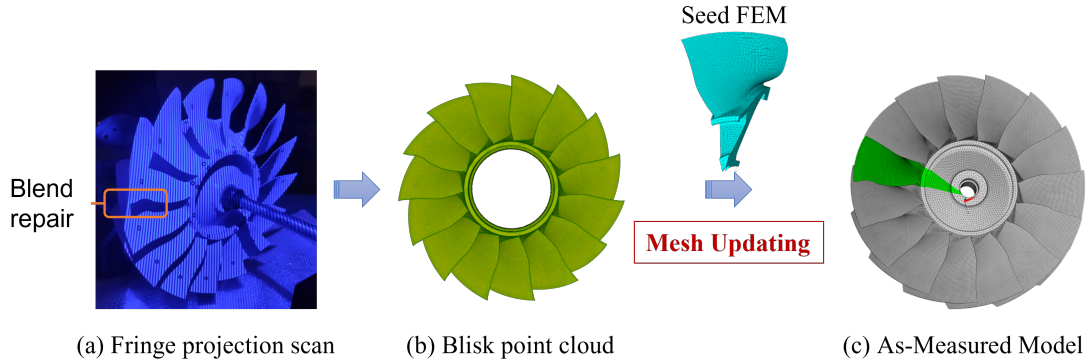 Seed FEM
Blend
repair
Mesh Updating
(a) Fringe projection scan
(b) Blisk point cloud
(c) As-Measured Model